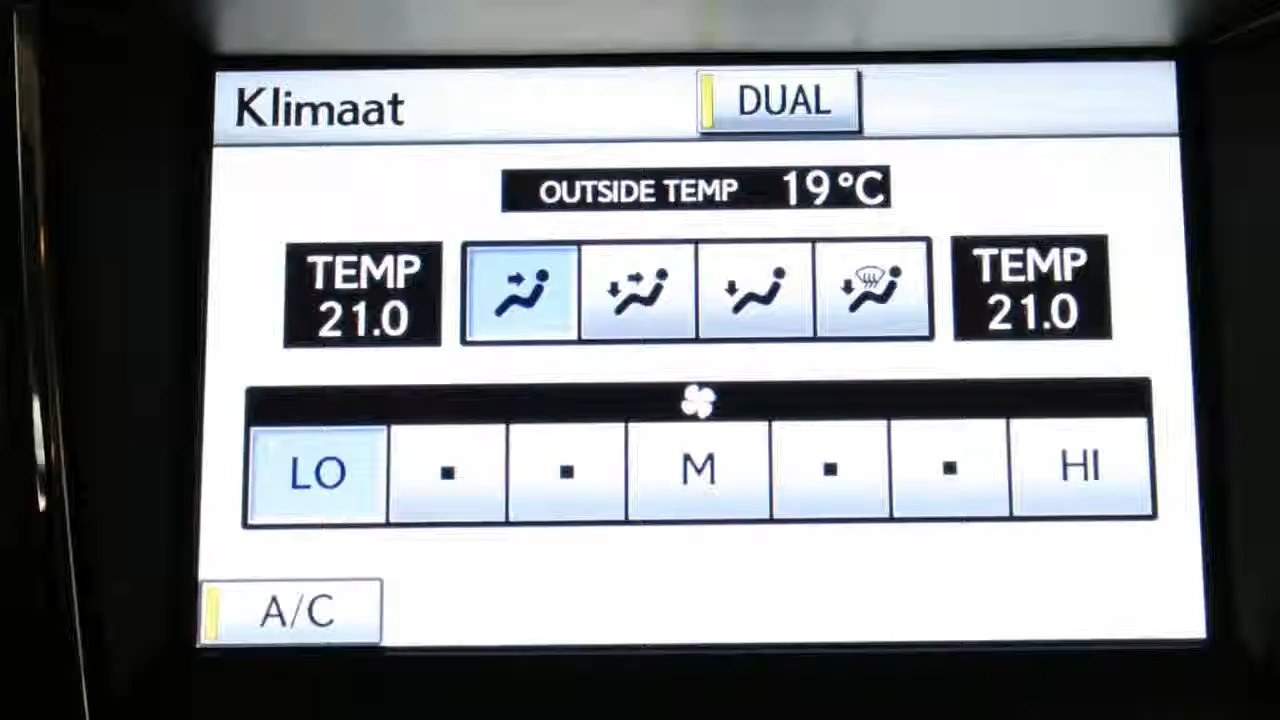 Klimaat
DUAL
OUTSIDE TEMP 19°C
TEMP
21.0
TEMP
21.0
LO
M
HI
A/C